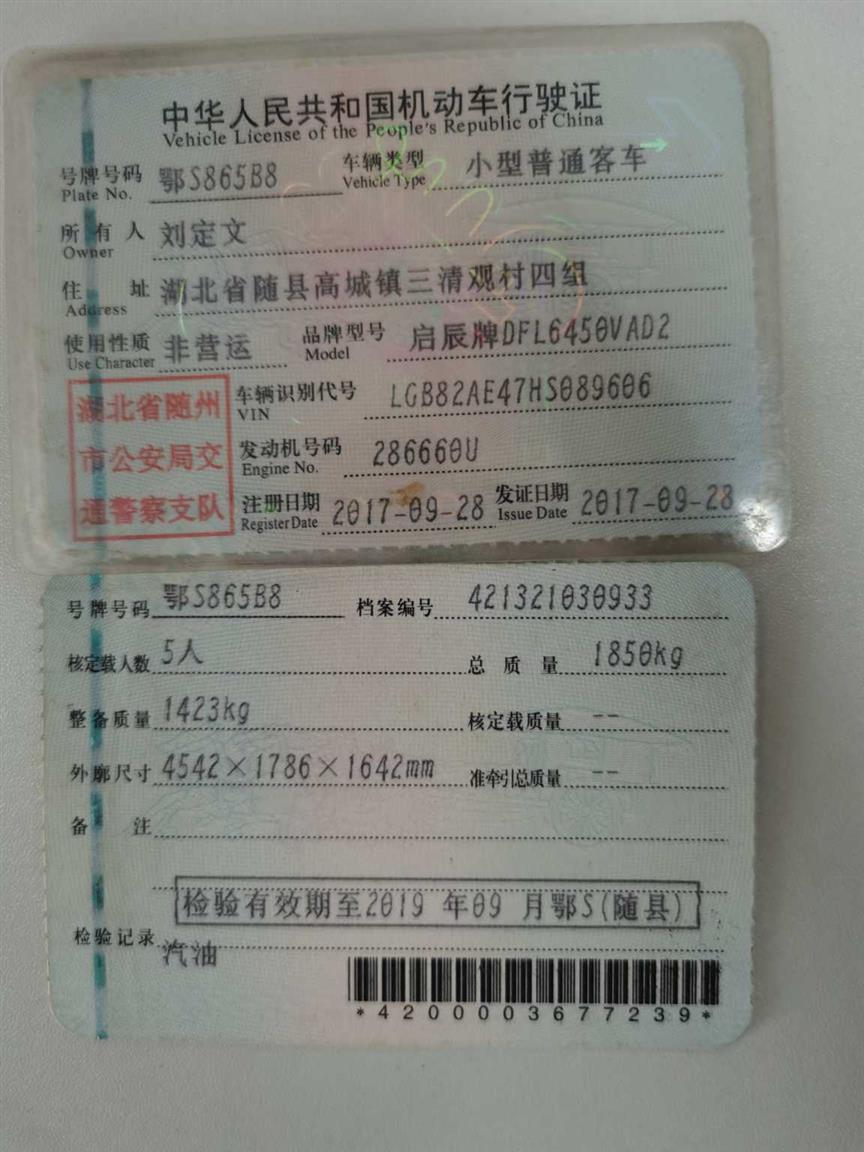 中华人民共和国机动车行驶证
Vehicle License of the People's Republic of China
号牌号码 鄂S865B8 车辆类型 小型普通客车
Plate No. Vehicle Type
所有人 刘定文
Owner
住址 湖北省随县高城镇三清观村四组
Address
使用性质 非营运 品牌型号 启辰牌DFL6450VAD2
Use Character Model
湖北省随州
市公安局交
通警察支队
车辆识别代号 LGB82AE47HS089606
VIN
发动机号码 286660U
Engine No.
注册日期 2017-09-28 发证日期 2017-09-28
Register Date Issue Date
号牌号码 鄂S865B8 档案编号 421321030933
核定载人数 5人 总质量 1850kg
整备质量 1423kg 核定载质量 --
外廓尺寸 4542×1786×1642mm 准牵引总质量 --
备注
检验有效期至2019 年09 月鄂S(随县)
检验记录
汽油
*4200003677239*